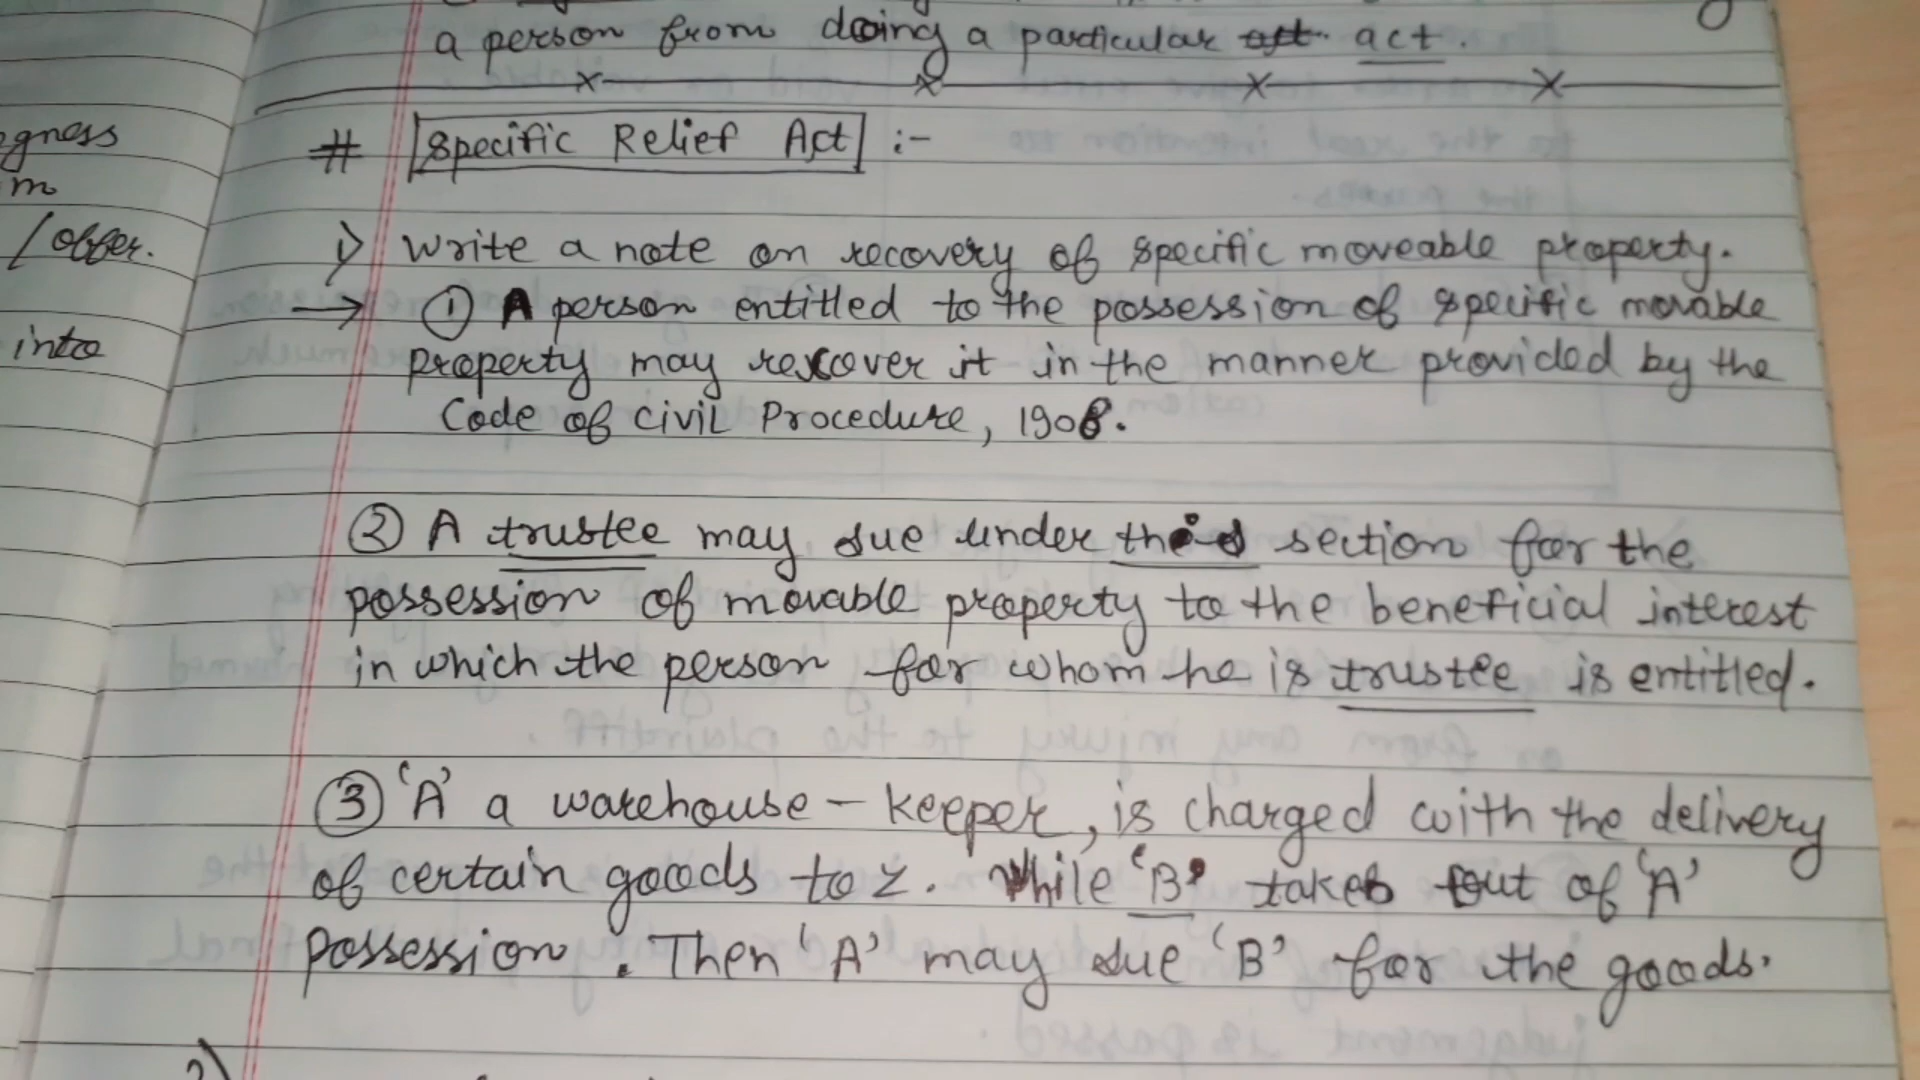 a person from doing a particular act.
# Specific Relief Act :-
1) Write a note on recovery of specific moveable property.
→ ① A person entitled to the possession of specific movable
property may recover it in the manner provided by the
Code of Civil Procedure, 1908.
② A trustee may sue under this section for the
possession of movable property to the beneficial interest
in which the person for whom he is trustee is entitled.
③ 'A' a warehouse - keeper, is charged with the delivery
of certain goods to Z. While 'B' takes out of 'A'
possession. Then 'A' may sue 'B' for the goods.
2)
gness
m
/ offer.
into